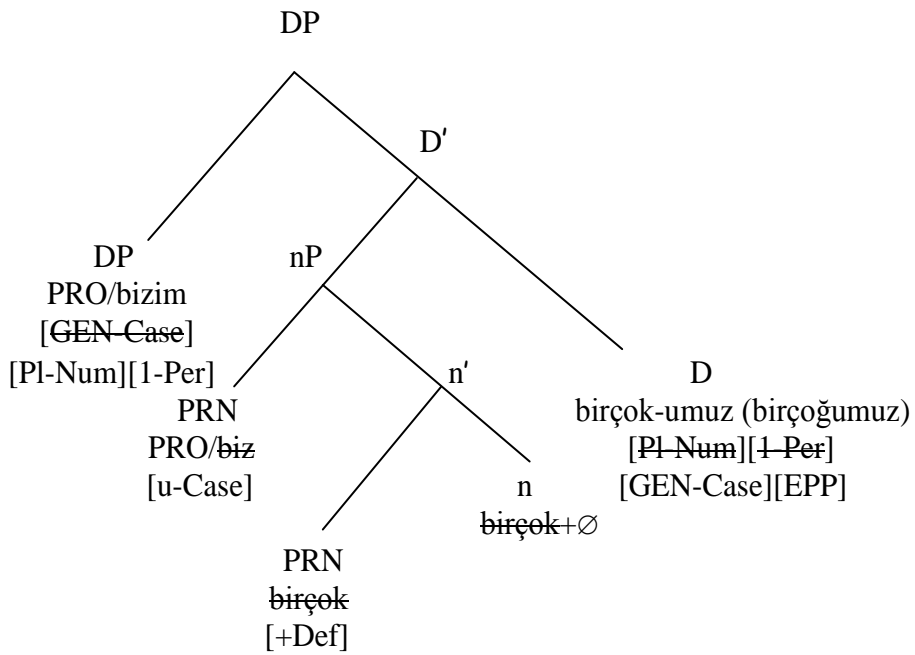 DP
D'
DP
PRO/bizim
[GEN-Case]
[Pl-Num][1-Per]
nP
PRN
PRO/biz
[u-Case]
n'
PRN
birçok
[+Def]
n
birçok+∅
D
birçok-umuz (birçoğumuz)
[Pl-Num][1-Per]
[GEN-Case][EPP]